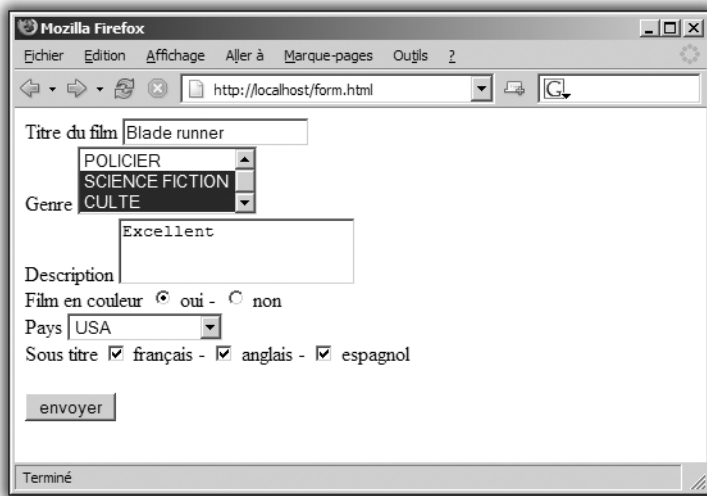 Mozilla Firefox
Fichier Edition Affichage Aller à Marque-pages Outils ?
http://localhost/form.html G
Titre du film Blade runner
POLICIER
SCIENCE FICTION
Genre CULTE
Excellent
Description
Film en couleur oui - non
Pays USA
Sous titre français - anglais - espagnol
envoyer
Terminé